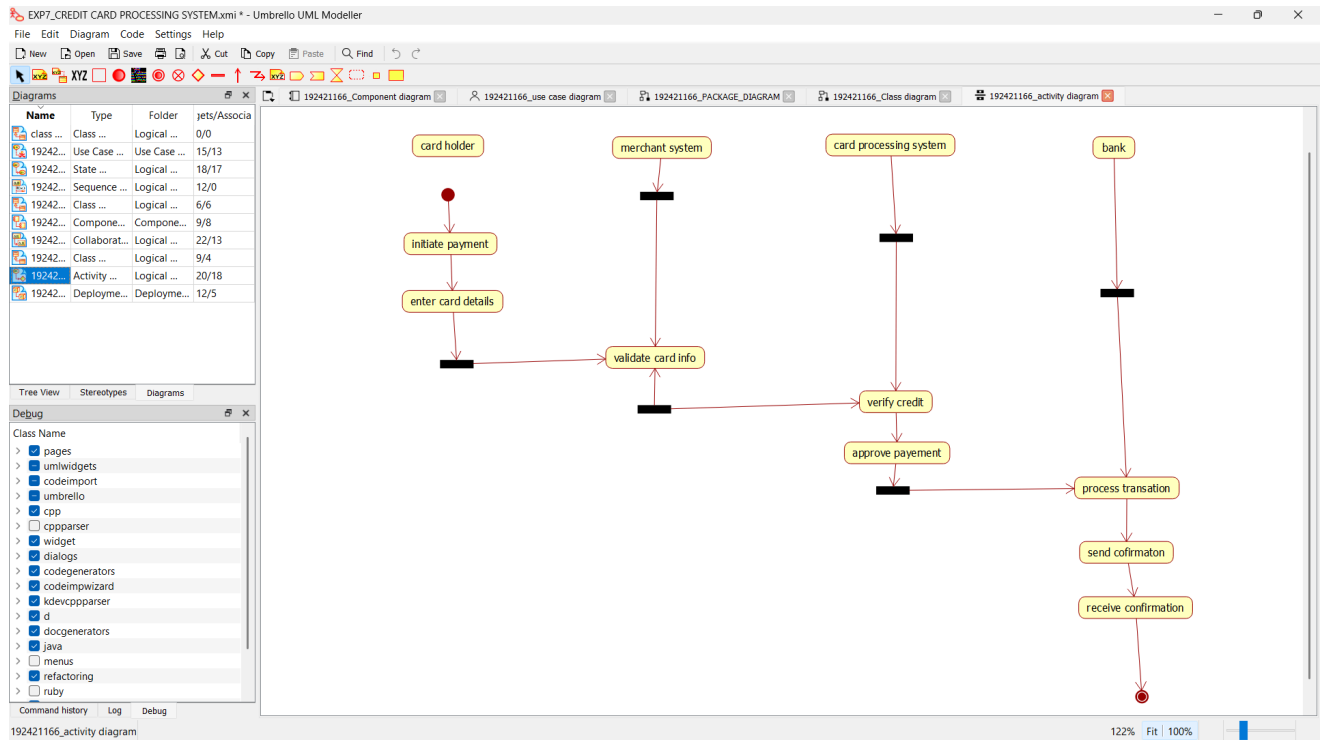 EXP7_CREDIT CARD PROCESSING SYSTEM.xmi * - Umbrello UML Modeller
File Edit Diagram Code Settings Help
New Open Save Cut Copy Paste Find
XYZ
Diagrams
192421166_Component diagram 192421166_use case diagram 192421166_PACKAGE_DIAGRAM 192421166_Class diagram 192421166_activity diagram
Name Type Folder gets/Associa
class ... Class ... Logical ... 0/0
19242... Use Case ... Use Case ... 15/13
19242... State ... Logical ... 18/17
19242... Sequence ... Logical ... 12/0
19242... Class ... Logical ... 6/6
19242... Compone... Compone... 9/8
19242... Collaborat... Logical ... 22/13
19242... Class ... Logical ... 9/4
19242... Activity ... Logical ... 20/18
19242... Deployme... Deployme... 12/5
Tree View Stereotypes Diagrams
Debug
Class Name
pages
umlwidgets
codeimport
umbrello
cpp
cppparser
widget
dialogs
codegenerators
codeimpwizard
kdevcppparser
d
docgenerators
java
menus
refactoring
ruby
Command history Log Debug
card holder
merchant system
card processing system
bank
initiate payment
enter card details
validate card info
verify credit
approve payement
process transation
send cofirmaton
receive confirmation
192421166_activity diagram
122% Fit 100%